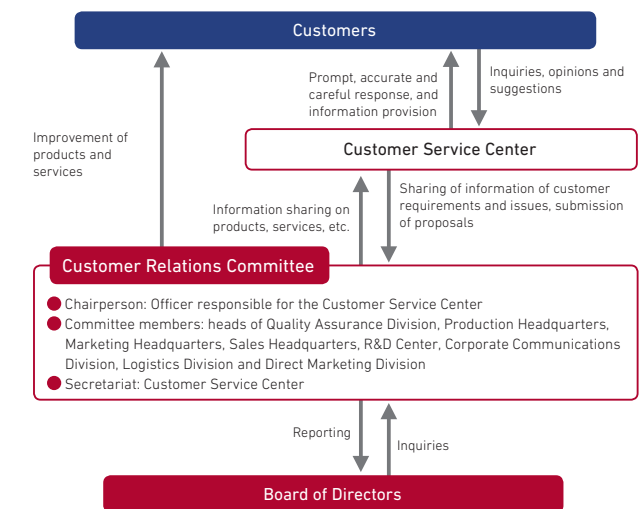 Customers
Prompt, accurate and
careful response, and
information provision
Inquiries, opinions and
suggestions
Improvement of
products and
services
Customer Service Center
Information sharing on
products, services, etc.
Sharing of information of customer
requirements and issues, submission
of proposals
Customer Relations Committee
Chairperson: Officer responsible for the Customer Service Center
Committee members: heads of Quality Assurance Division, Production Headquarters,
Marketing Headquarters, Sales Headquarters, R&D Center, Corporate Communications
Division, Logistics Division and Direct Marketing Division
Secretariat: Customer Service Center
Reporting
Inquiries
Board of Directors